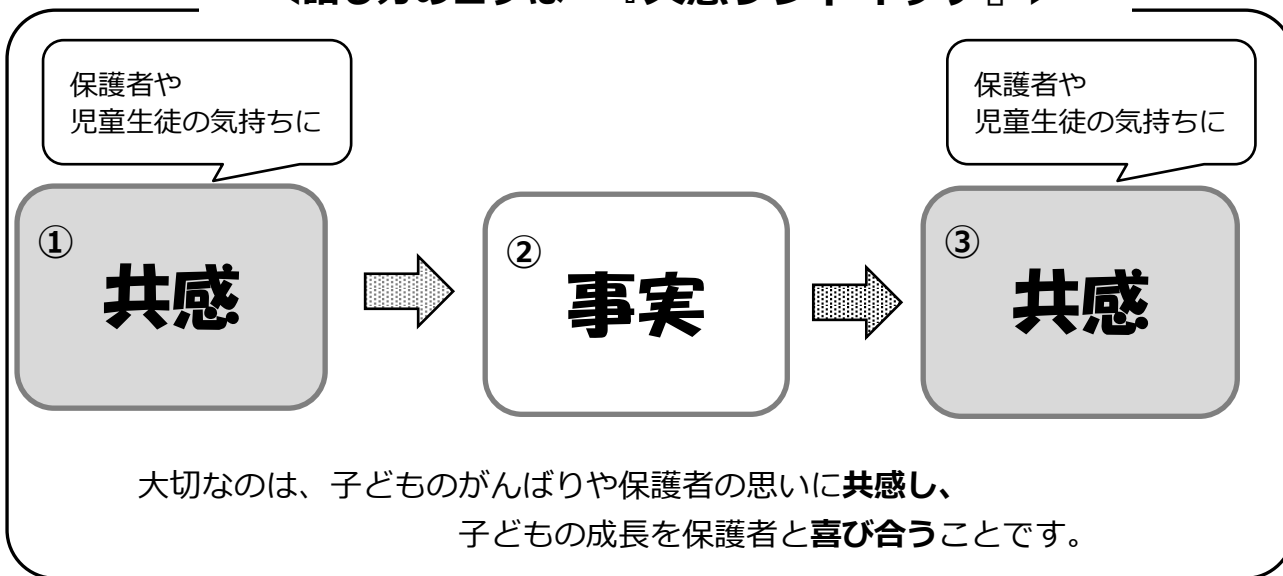 保護者や
児童生徒の気持ちに
保護者や
児童生徒の気持ちに
①
共感
②
事実
③
共感
大切なのは、子どものがんばりや保護者の思いに共感し、
子どもの成長を保護者と喜び合うことです。